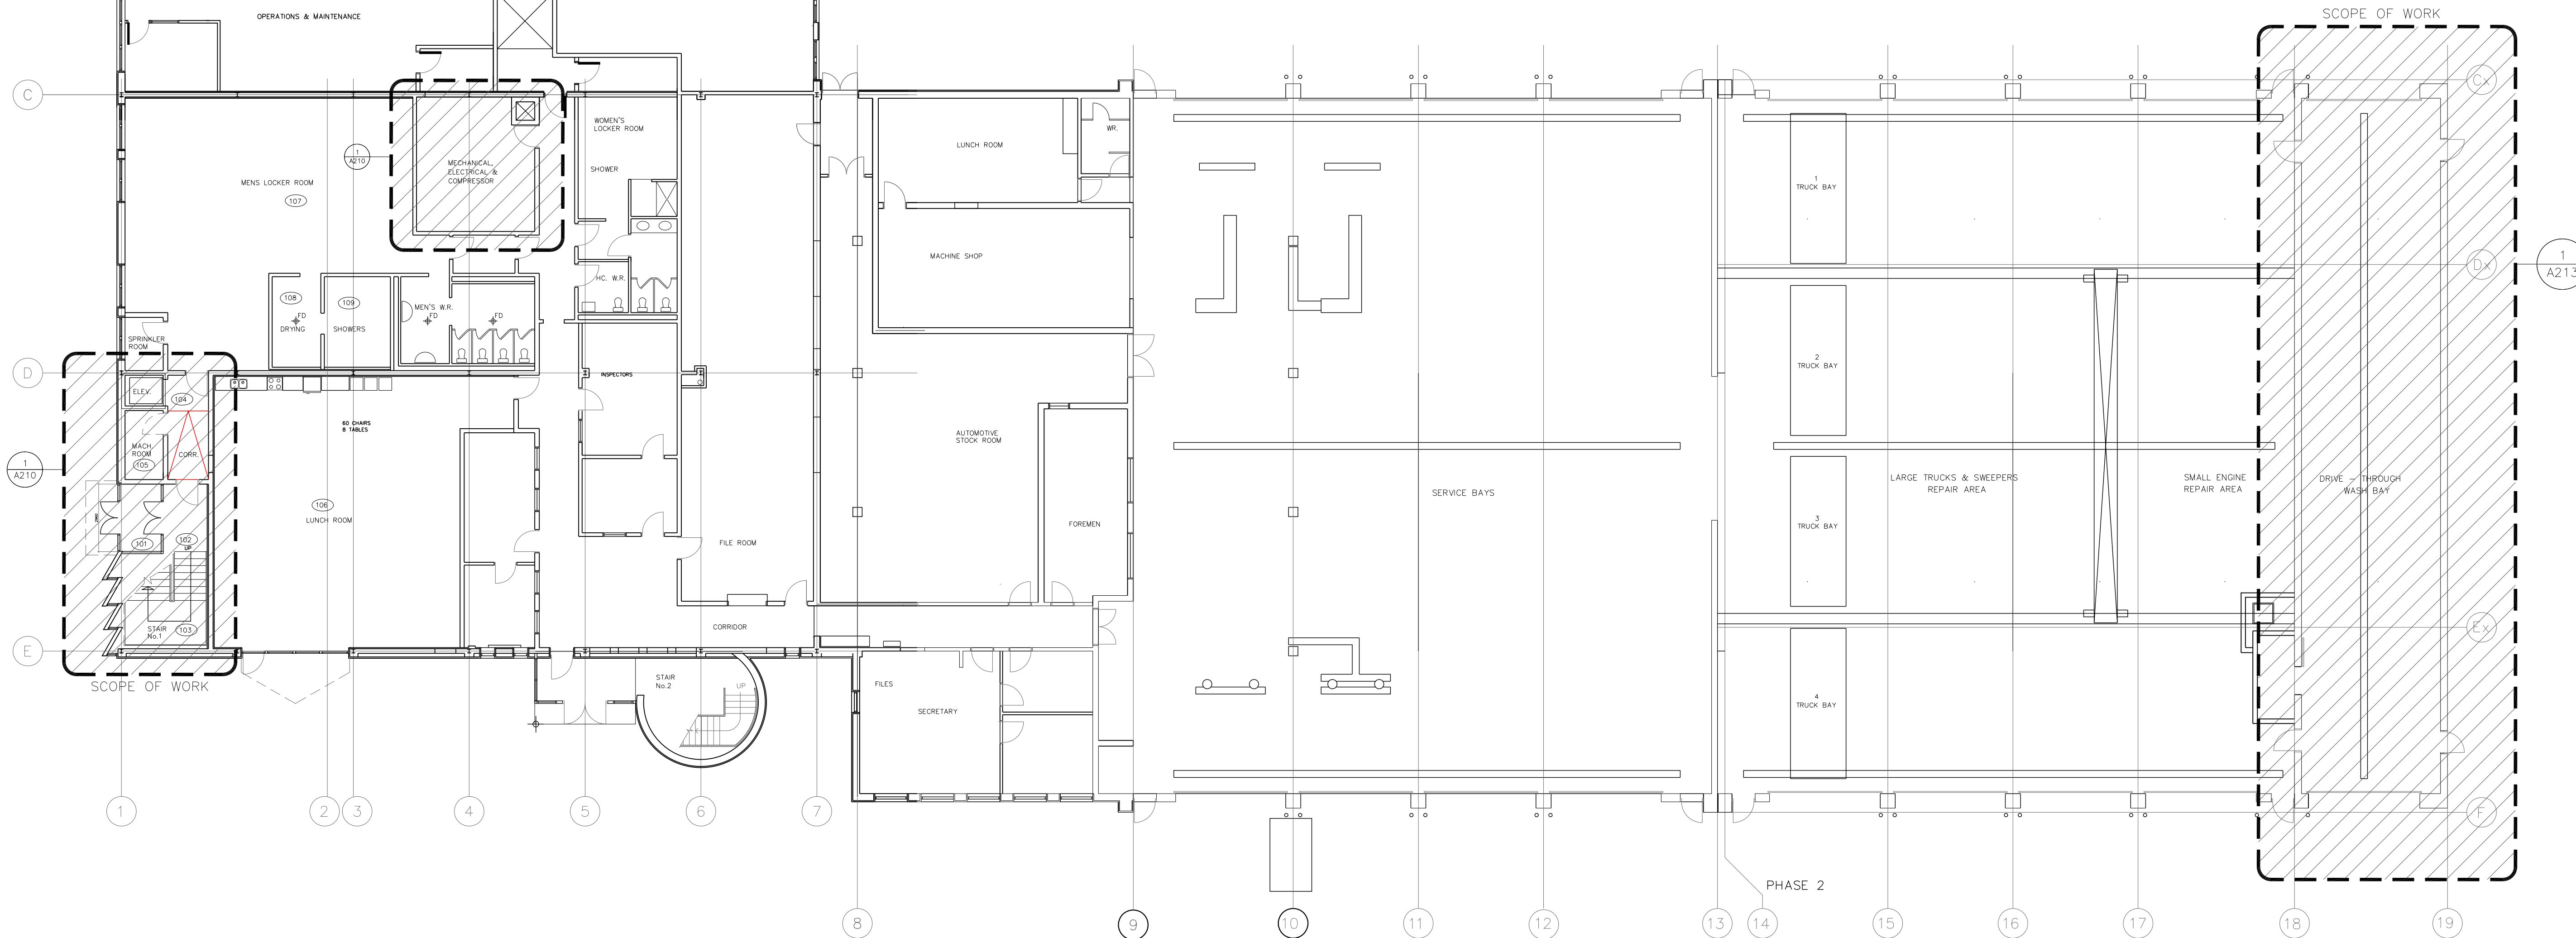 SCOPE OF WORK
OPERATIONS & MAINTENANCE
C
Cx
WOMEN'S
LOCKER ROOM
WR.
LUNCH ROOM
1
A210
MECHANICAL,
ELECTRICAL &
COMPRESSOR
SHOWER
MENS LOCKER ROOM
107
1
TRUCK BAY
MACHINE SHOP
Dx
1
A213
HC. W.R.
108
109
MEN'S W.R.
FD
FD
FD
DRYING
SHOWERS
SPRINKLER
ROOM
2
TRUCK BAY
D
INSPECTORS
ELEV.
104
60 CHAIRS
8 TABLES
AUTOMOTIVE
STOCK ROOM
MACH.
ROOM
105
CORR.
1
A210
LARGE TRUCKS & SWEEPERS
REPAIR AREA
SMALL ENGINE
REPAIR AREA
DRIVE - THROUGH
WASH BAY
SERVICE BAYS
106
LUNCH ROOM
3
TRUCK BAY
FOREMEN
101
102
UP
FILE ROOM
STAIR
No.1
103
CORRIDOR
Ex
E
SCOPE OF WORK
STAIR
No.2
UP
FILES
SECRETARY
4
TRUCK BAY
1
2
3
4
5
6
7
F
PHASE 2
8
9
10
11
12
13
14
15
16
17
18
19